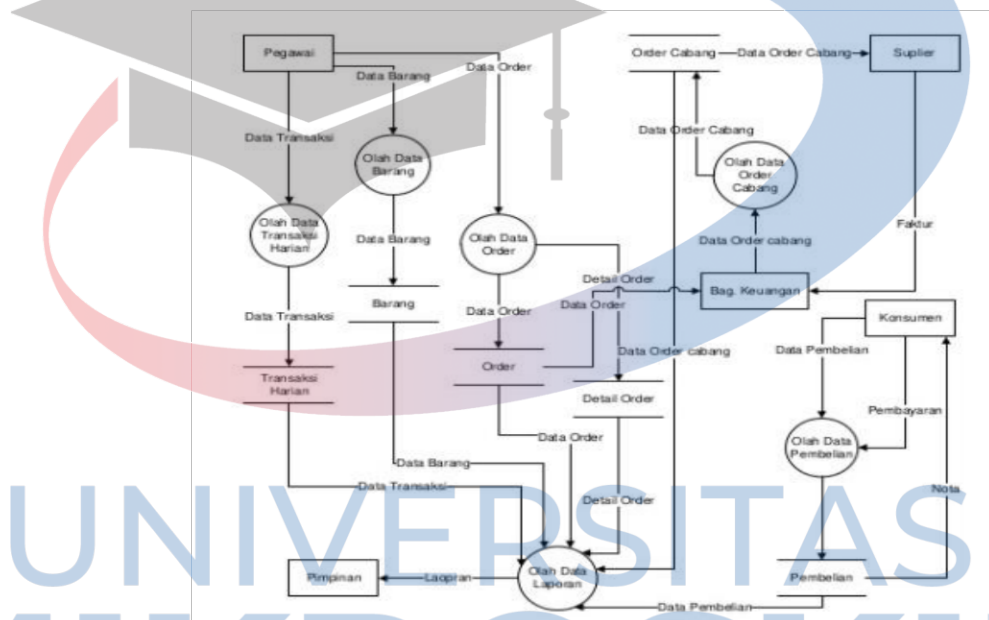 Pegawai
Order Cabang
Data Order Cabang
Suplier
Data Order
Data Barang
Data Transaksi
Data Order Cabang
Olah Data
Barang
Olah Data
Order
Cabang
Olah Data
Transaksi
Harian
Faktur
Data Barang
Olah Data
Order
Data Order cabang
Detail Order
Bag. Keuangan
Barang
Data Order
Data Order
Data Transaksi
Konsumen
Data Order cabang
Data Pembelian
Order
Transaksi
Harian
Detail Order
Pembayaran
Data Order
Olah Data
Pembelian
Data Barang
Data Transaksi
Nota
Detail Order
UNIVERSITAS
Pimpinan
Laopran
Olah Data
Laporan
Pembelian
Data Pembelian